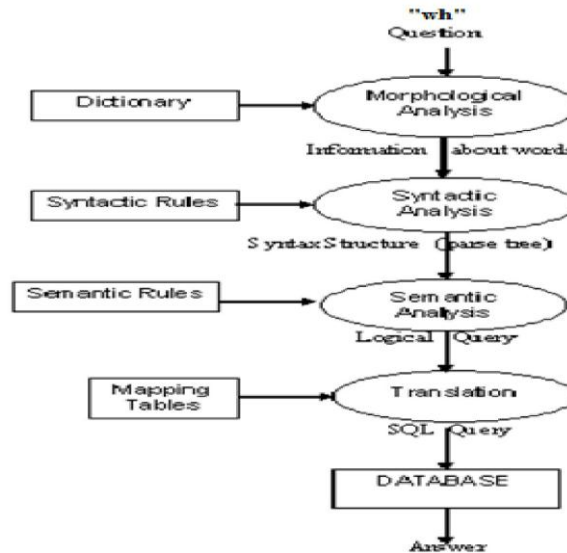 "wh"
Question
Dictionary
Morphological
Analysis
Information about words
Syntactic Rules
Syntactic
Analysis
Syntax Structure (parse tree)
Semantic Rules
Semantic
Analysis
Logical Query
Mapping
Tables
Translation
SQL Query
DATABASE
Answer